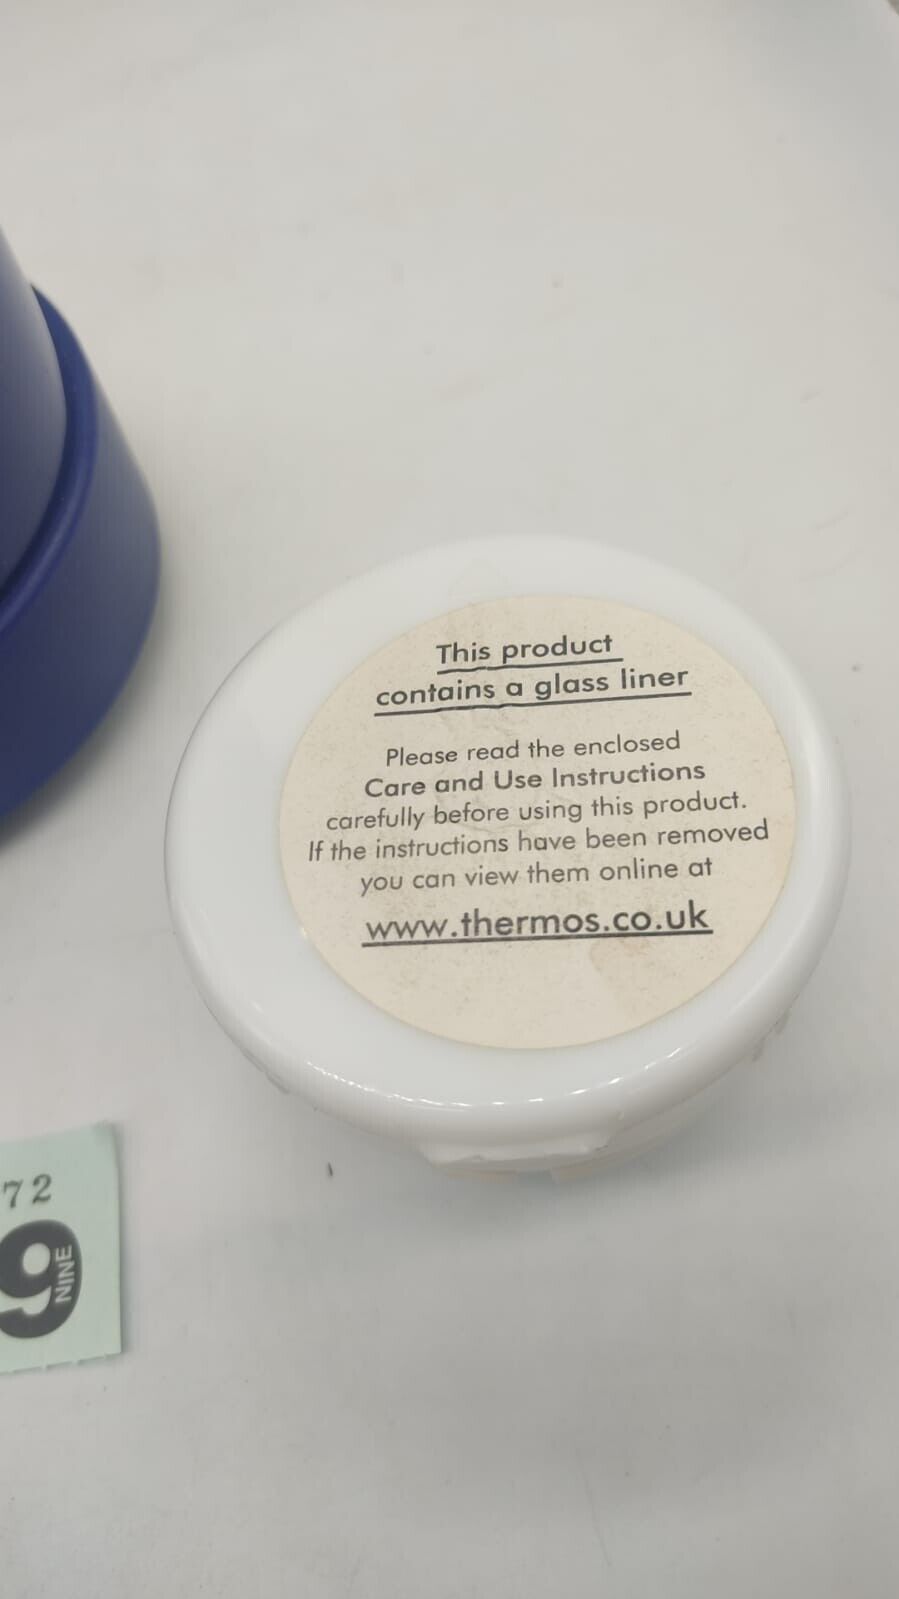 This product
contains a glass liner
Please read the enclosed
Care and Use Instructions
carefully before using this product.
If the instructions have been removed
you can view them online at
www.thermos.co.uk
72
9
NINE